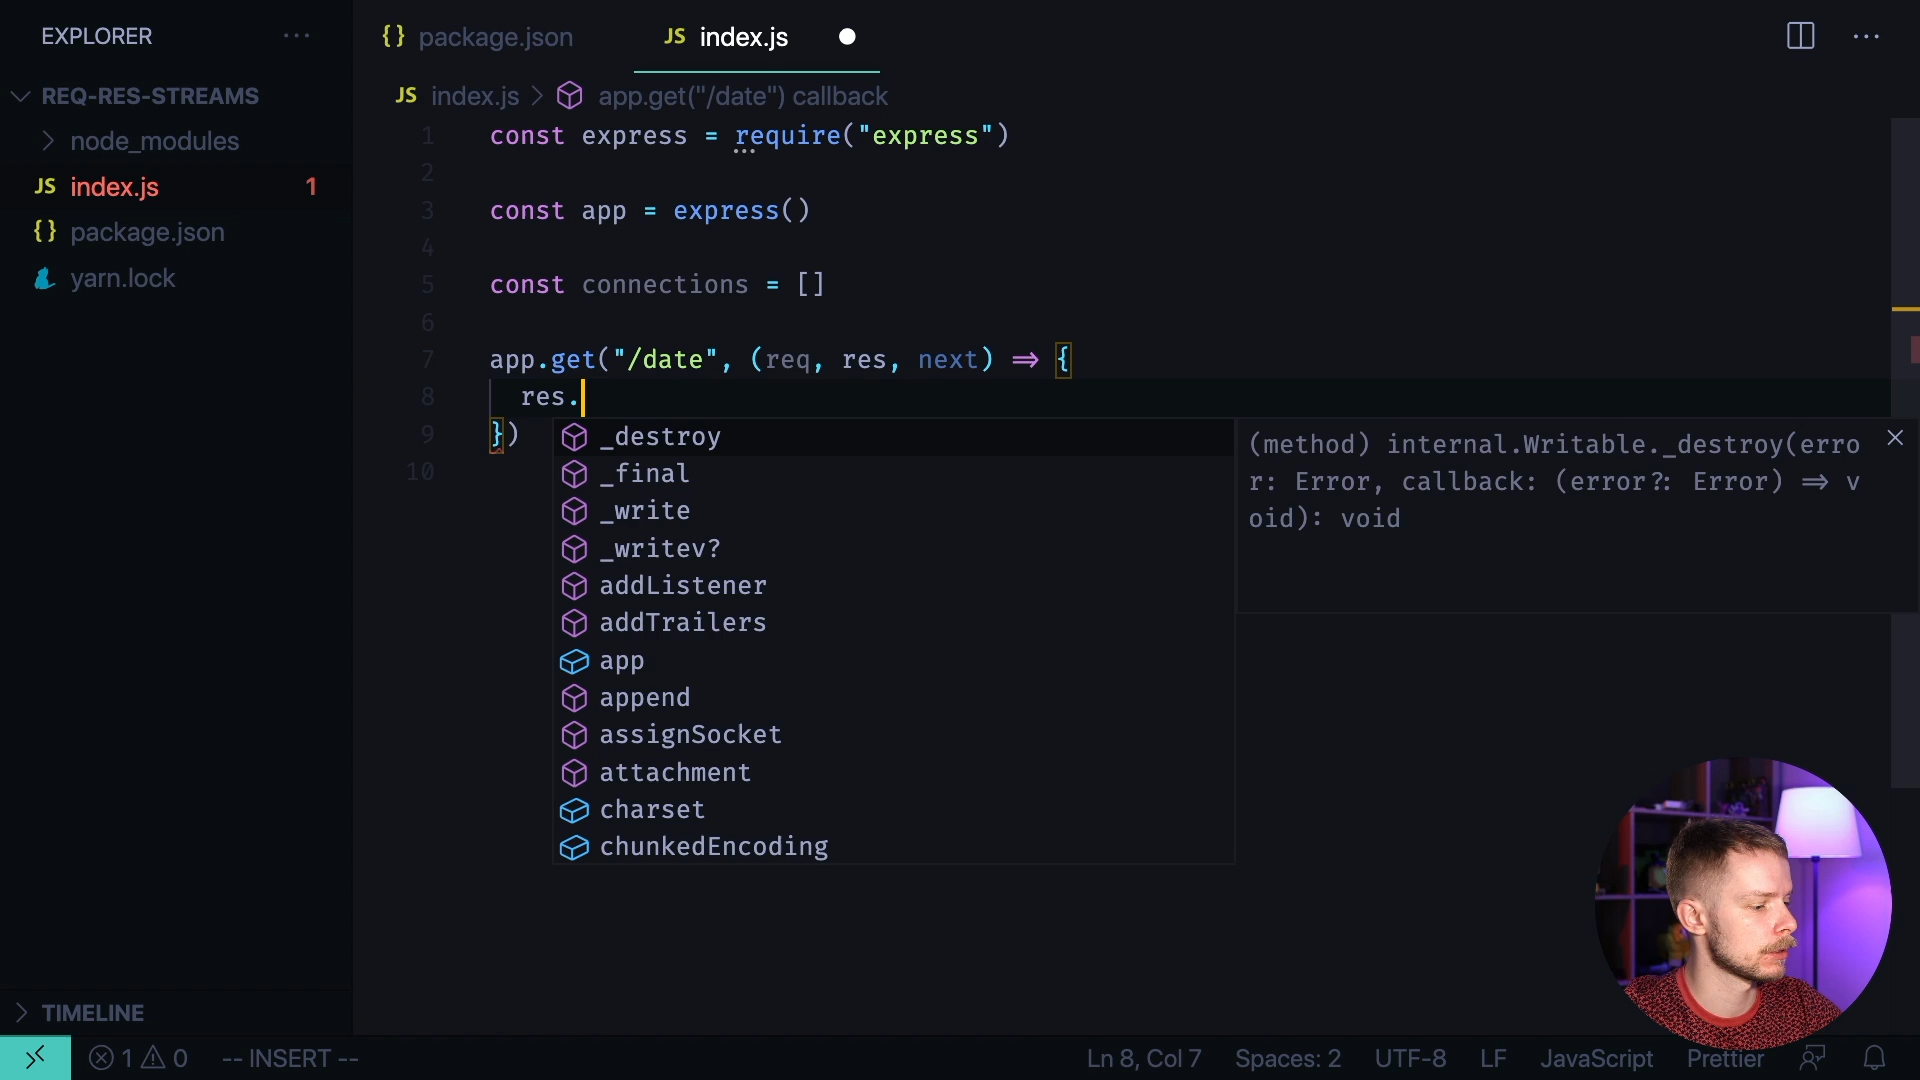 EXPLORER ···
{} package.json
JS index.js
···
REQ-RES-STREAMS
node_modules
JS index.js 1
{} package.json
yarn.lock
JS index.js > app.get("/date") callback
1 const express = require("express")
2
3 const app = express()
4
5 const connections = []
6
7 app.get("/date", (req, res, next) => {
8 res.
9 })
10
_destroy
_final
_write
_writev?
addListener
addTrailers
app
append
assignSocket
attachment
charset
chunkedEncoding
(method) internal.Writable._destroy(erro
r: Error, callback: (error?: Error) => v
oid): void
TIMELINE
1 0 -- INSERT -- Ln 8, Col 7 Spaces: 2 UTF-8 LF JavaScript Prettier